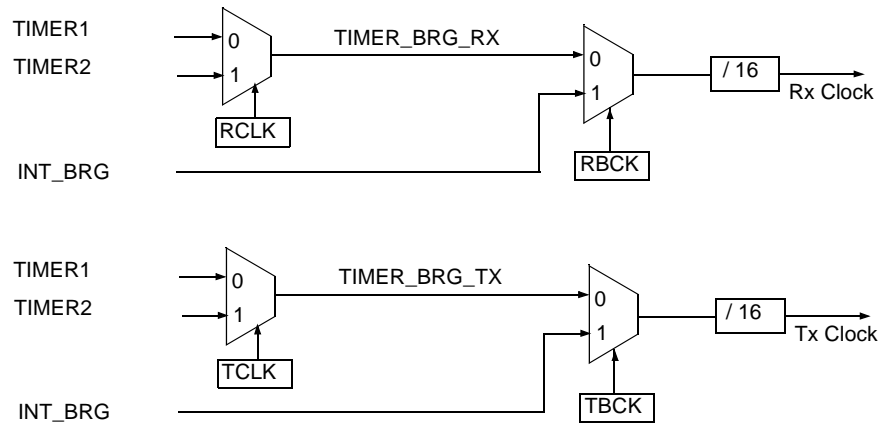 TIMER1
0
TIMER_BRG_RX
TIMER2
1
0
1
/ 16
Rx Clock
RCLK
RBCK
INT_BRG
TIMER1
0
TIMER_BRG_TX
TIMER2
1
0
1
/ 16
Tx Clock
TCLK
TBCK
INT_BRG